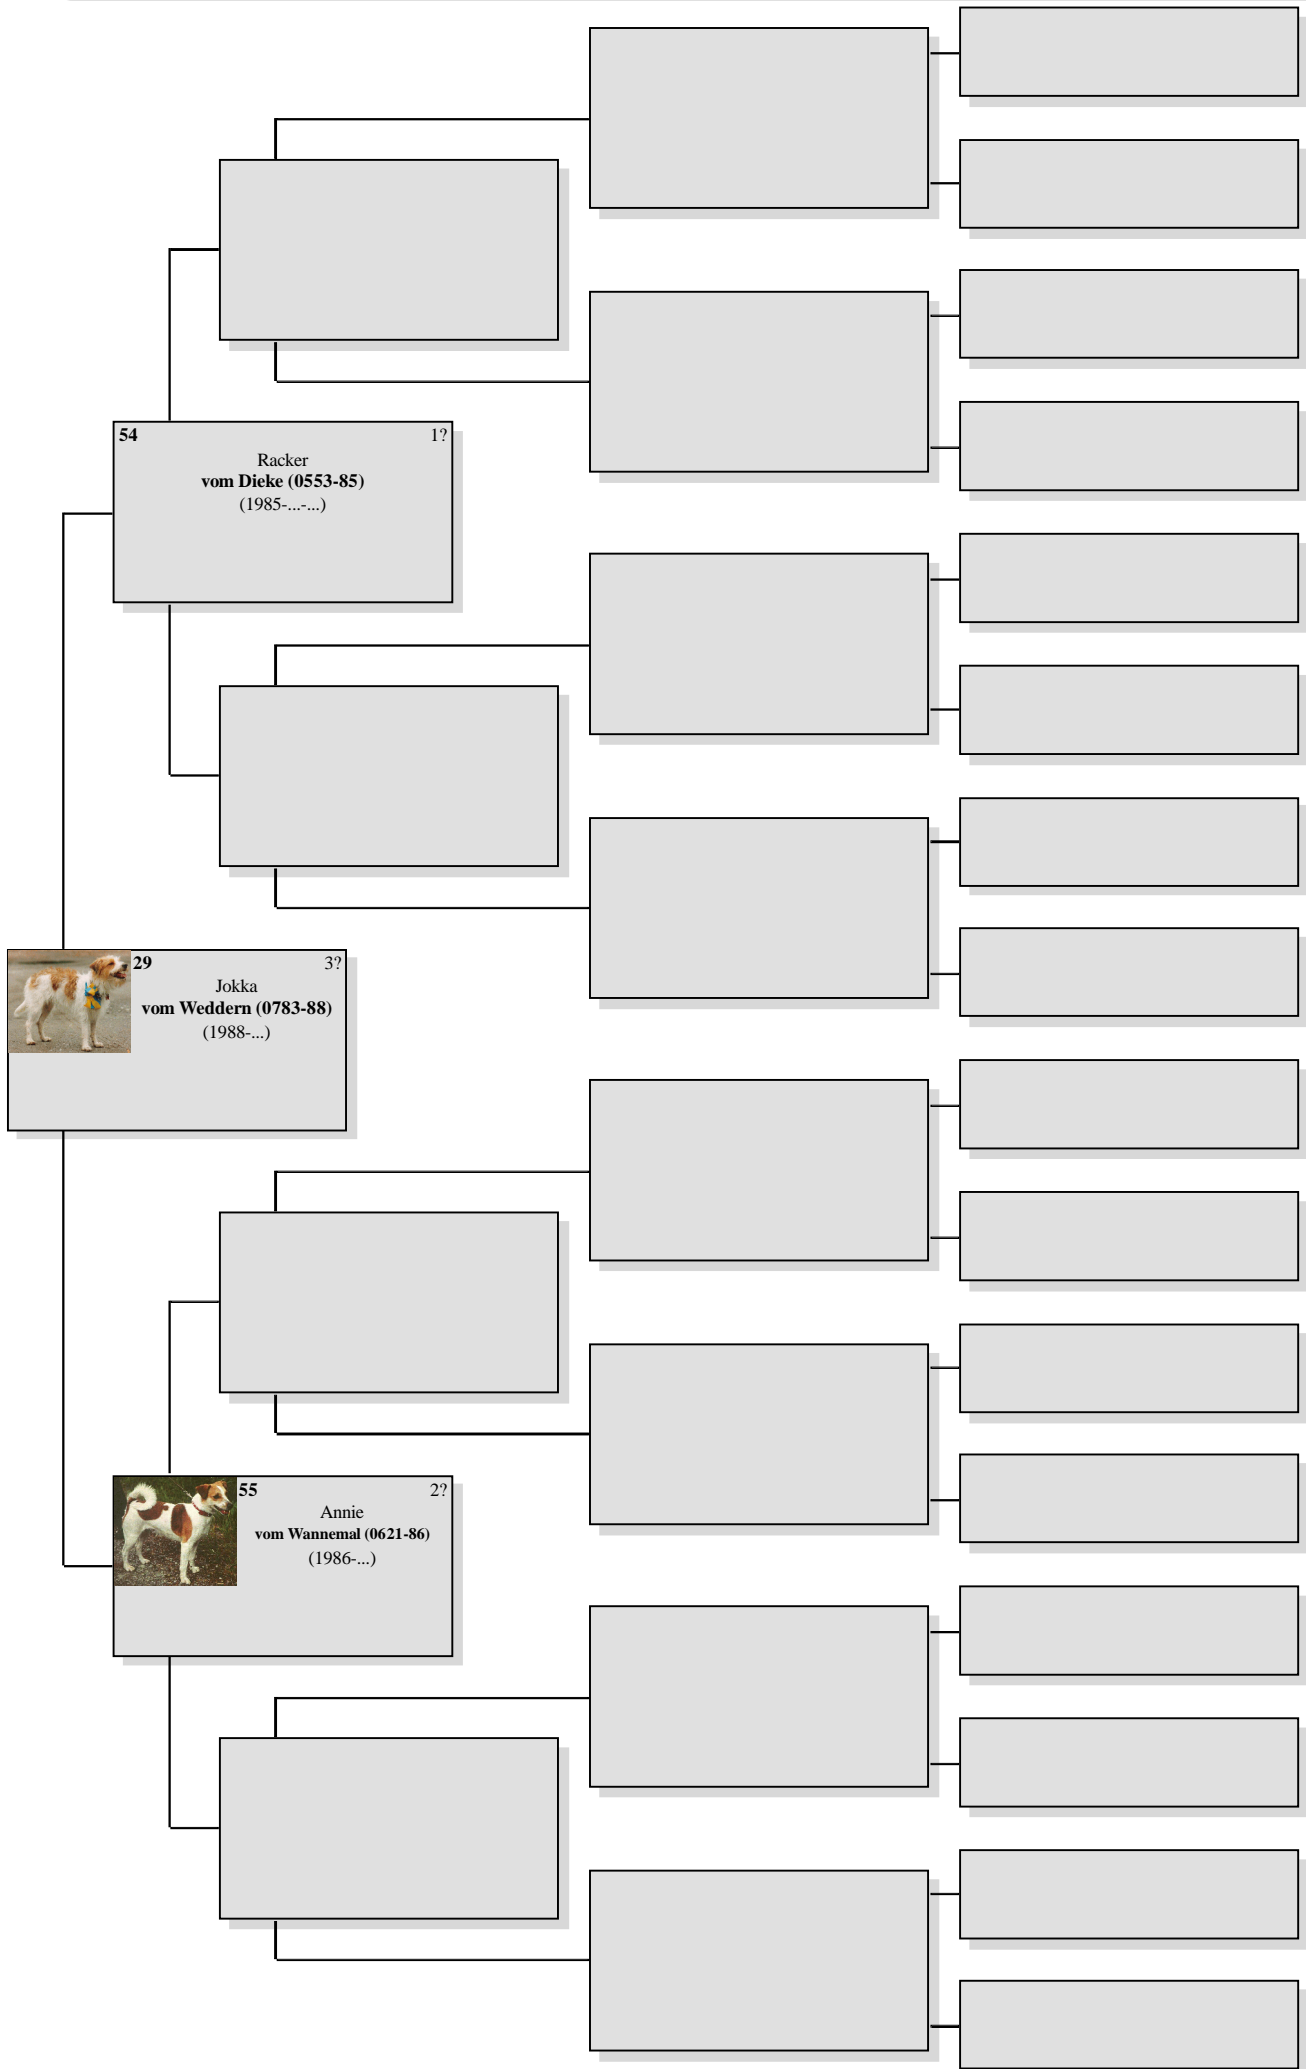 54 1?
Racker
vom Dieke (0553-85)
(1985-...-...)
29 3?
Jokka
vom Weddern (0783-88)
(1988-...)
55 2?
Annie
vom Wannemal (0621-86)
(1986-...)